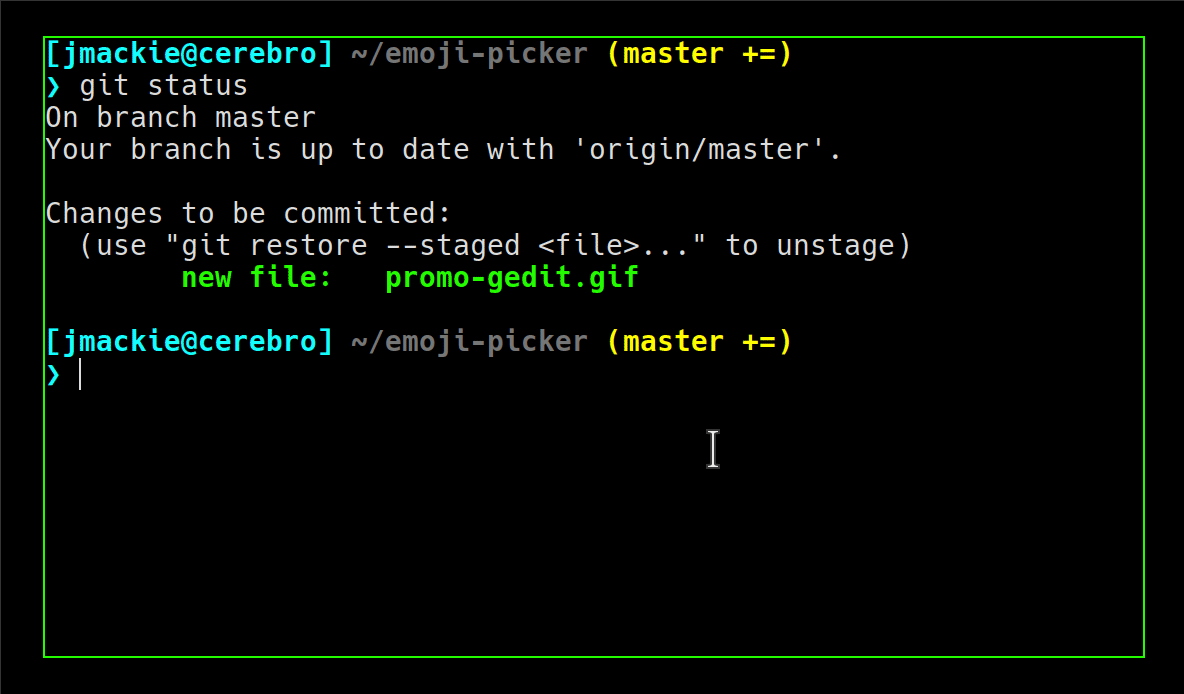 [jmackie@cerebro] ~/emoji-picker (master +=)
❯ git status
On branch master
Your branch is up to date with 'origin/master'.

Changes to be committed:
  (use "git restore --staged <file>..." to unstage)
        new file:   promo-gedit.gif

[jmackie@cerebro] ~/emoji-picker (master +=)
❯